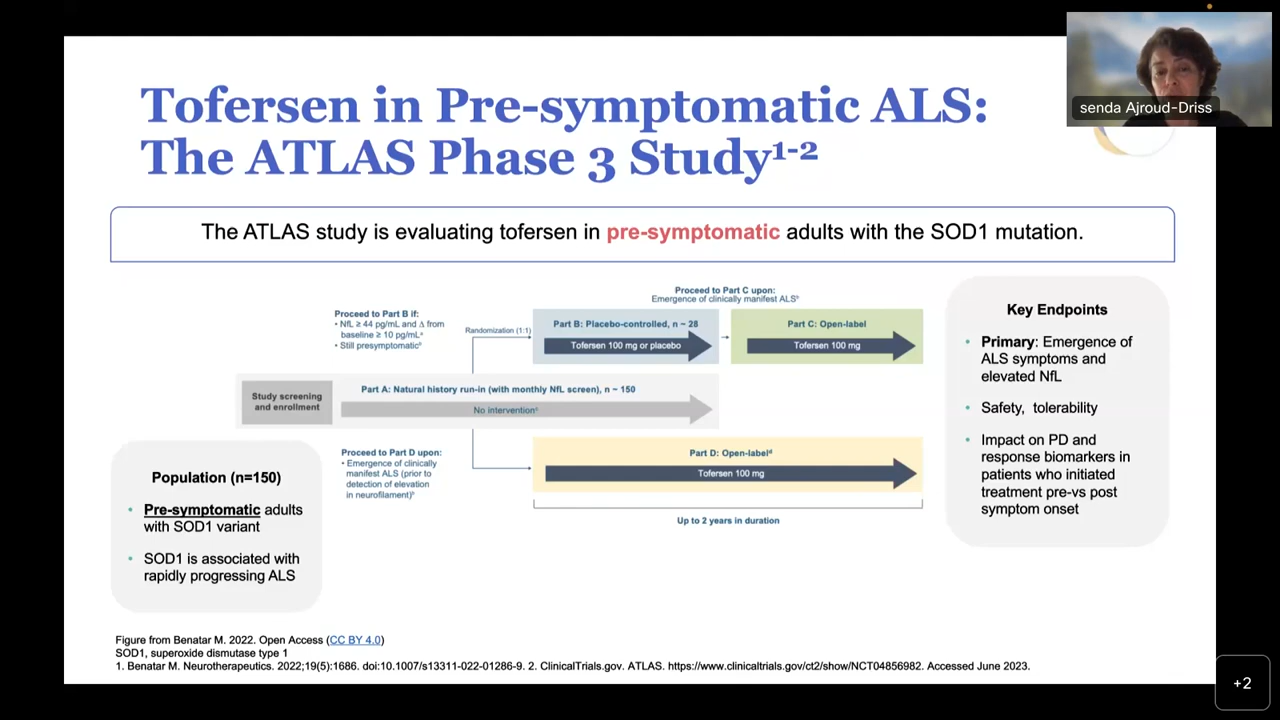 Tofersen in Pre-symptomatic ALS:
The ATLAS Phase 3 Study¹⁻²
senda Ajroud-Driss
The ATLAS study is evaluating tofersen in pre-symptomatic adults with the SOD1 mutation.
Proceed to Part B if:
• NfL ≥ 44 pg/mL and Δ from
baseline ≥ 10 pg/mLᵃ
• Still presymptomaticᵇ
Randomization (1:1)
Proceed to Part C upon:
Emergence of clinically manifest ALSᵇ
Part B: Placebo-controlled, n ~ 28
Tofersen 100 mg or placebo
Part C: Open-label
Tofersen 100 mg
Study screening
and enrollment
Part A: Natural history run-in (with monthly NfL screen), n ~ 150
No interventionᶜ
Proceed to Part D upon:
• Emergence of clinically
manifest ALS (prior to
detection of elevation
in neurofilament)ᵇ
Part D: Open-labelᵈ
Tofersen 100 mg
Up to 2 years in duration
Population (n=150)
• Pre-symptomatic adults
with SOD1 variant
• SOD1 is associated with
rapidly progressing ALS
Key Endpoints
• Primary: Emergence of
ALS symptoms and
elevated NfL
• Safety, tolerability
• Impact on PD and
response biomarkers in
patients who initiated
treatment pre-vs post
symptom onset
Figure from Benatar M. 2022. Open Access (CC BY 4.0)
SOD1, superoxide dismutase type 1
1. Benatar M. Neurotherapeutics. 2022;19(5):1686. doi:10.1007/s13311-022-01286-9. 2. ClinicalTrials.gov. ATLAS. https://www.clinicaltrials.gov/ct2/show/NCT04856982. Accessed June 2023.
+2